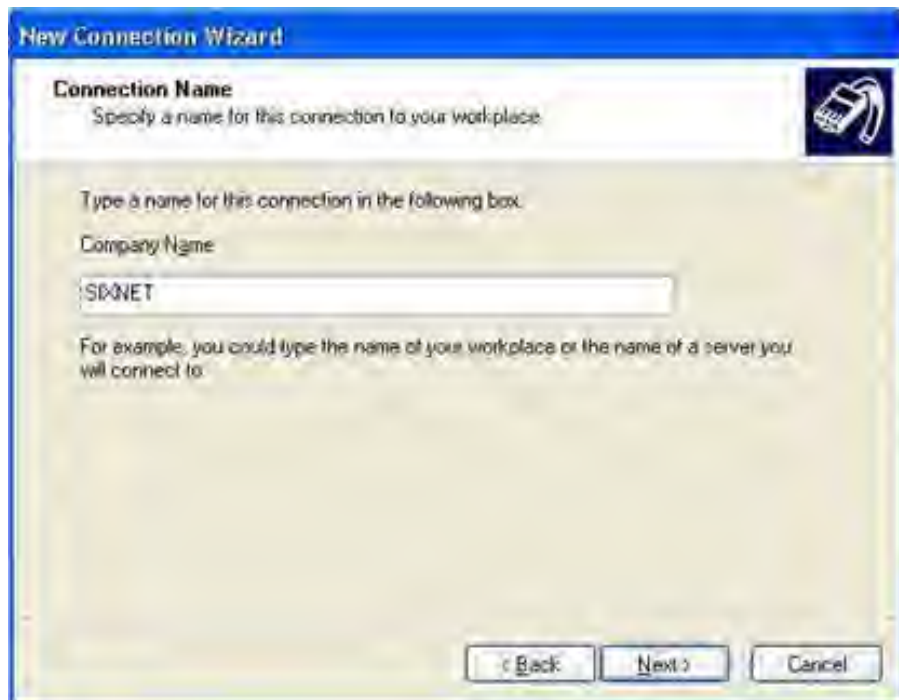 New Connection Wizard
Connection Name
Specify a name for this connection to your workplace.
Type a name for this connection in the following box.
Company Name
SIXNET
For example, you could type the name of your workplace or the name of a server you
will connect to.
< Back
Next >
Cancel